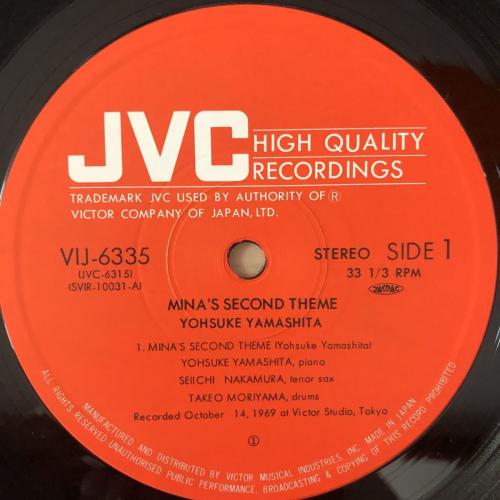 JVC HIGH QUALITY
RECORDINGS
TRADEMARK JVC USED BY AUTHORITY OF ®
VICTOR COMPANY OF JAPAN, LTD.
VIJ-6335
(JVC-6315)
(SVIR-10031-A)
STEREO SIDE 1
33 1/3 RPM
MINA'S SECOND THEME
YOHSUKE YAMASHITA
1. MINA'S SECOND THEME (Yohsuke Yamashita)
YOHSUKE YAMASHITA, piano
SEIICHI NAKAMURA, tenor sax
TAKEO MORIYAMA, drums
Recorded October 14, 1969 at Victor Studio, Tokyo
①
MANUFACTURED AND DISTRIBUTED BY VICTOR MUSICAL INDUSTRIES, INC. MADE IN JAPAN
ALL RIGHTS RESERVED UNAUTHORISED PUBLIC PERFORMANCE, BROADCASTING & COPYING OF THIS RECORD PROHIBITED